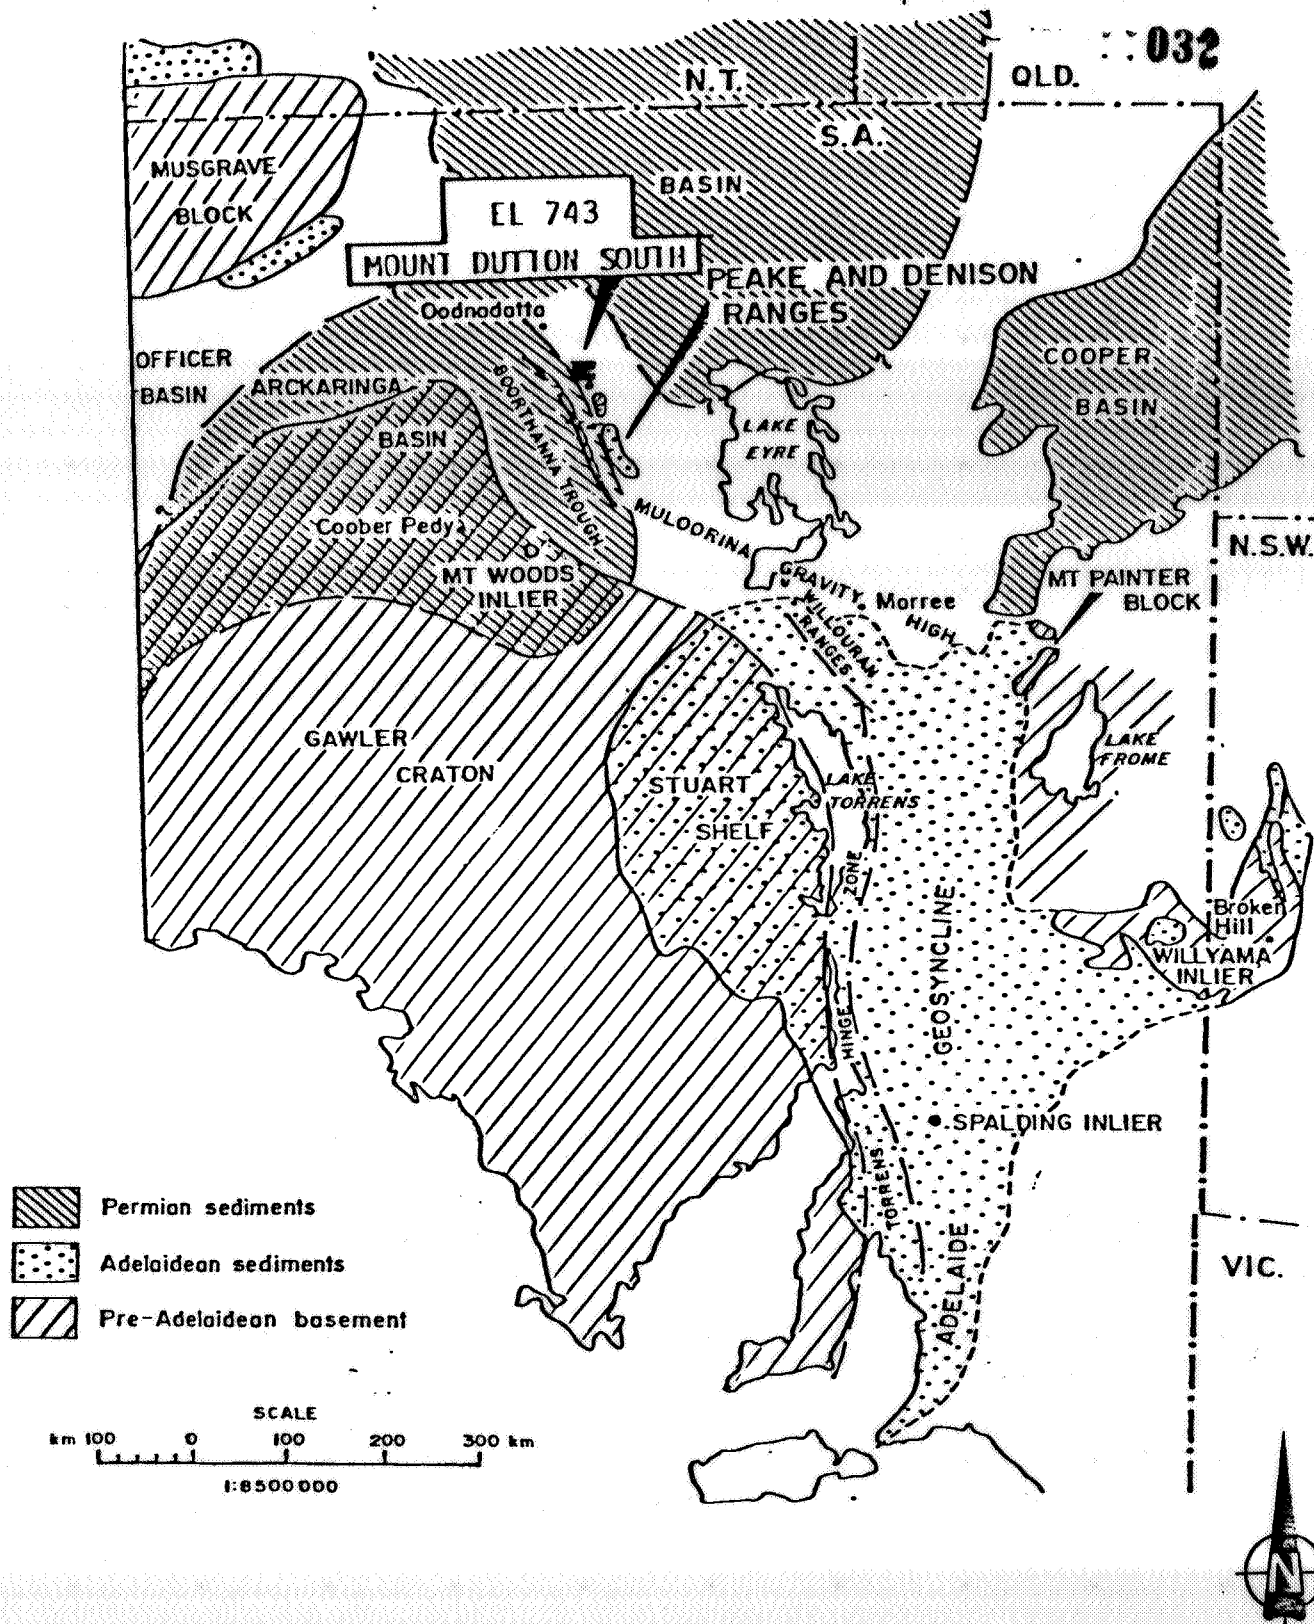 032
N.T.
QLD.
S.A.
MUSGRAVE
BLOCK
BASIN
EL 743
MOUNT DUTTON SOUTH
PEAKE AND DENISON
RANGES
Oodnadatta
OFFICER
BASIN
ARCKARINGA
BASIN
BOORTHANNA TROUGH
COOPER
BASIN
LAKE
EYRE
Coober Pedy
MULOORINA
GRAVITY
HIGH
N.S.W.
MT WOODS
INLIER
MT PAINTER
BLOCK
Marree
WILLOURAN
RANGES
GAWLER
CRATON
LAKE
FROME
STUART
SHELF
LAKE
TORRENS
ZONE
HINGE
TORRENS
GEOSYNCLINE
ADELAIDE
Broken
Hill
WILLYAMA
INLIER
SPALDING INLIER
VIC.
Permian sediments
Adelaidean sediments
Pre-Adelaidean basement
SCALE
km 100 0 100 200 300 km
1:8500000
N